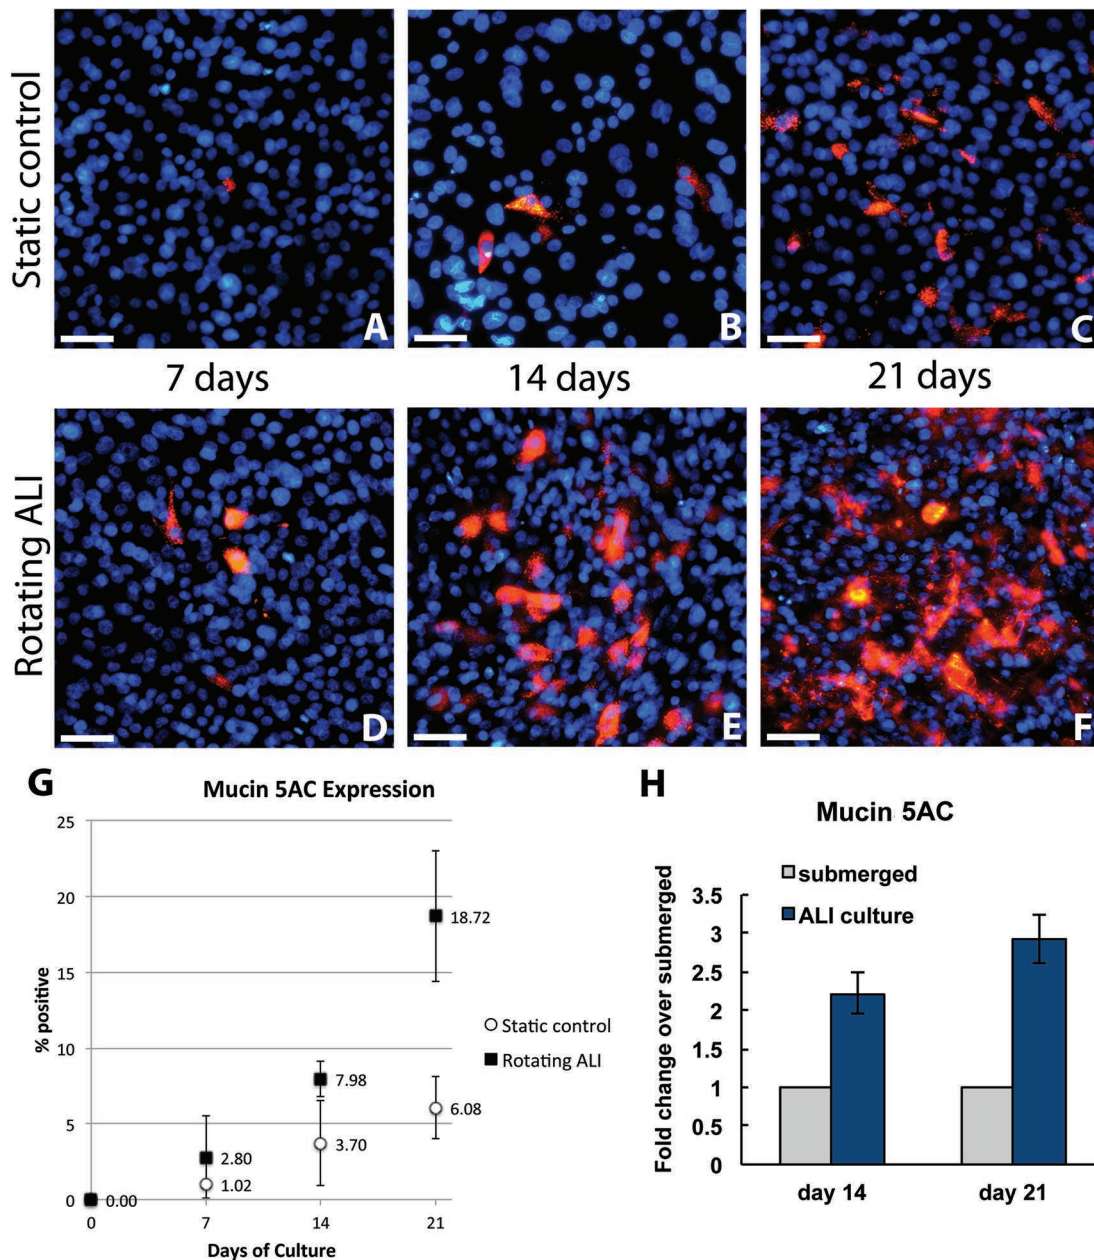 Static control
A
B
C
7 days
14 days
21 days
Rotating ALI
D
E
F
G
Mucin 5AC Expression
25
20
15
10
5
0
% positive
18.72
7.98
6.08
3.70
2.80
1.02
0.00
0
7
14
21
Days of Culture
Static control
Rotating ALI
H
Mucin 5AC
submerged
ALI culture
Fold change over submerged
3.5
3
2.5
2
1.5
1
0.5
0
day 14
day 21